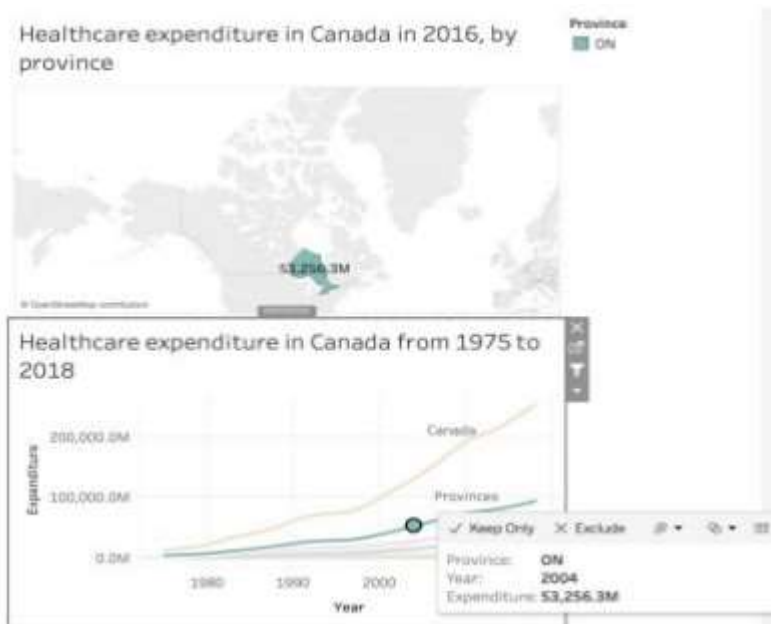 Healthcare expenditure in Canada in 2016, by
province
Province
ON
53,256.3M
© OpenStreetMap contributors
Healthcare expenditure in Canada from 1975 to
2018
Canada
200,000.0M
Expenditure
Provinces
100,000.0M
Keep Only
Exclude
0.0M
Province: ON
Year: 2004
Expenditure: 53,256.3M
1980
1990
2000
Year